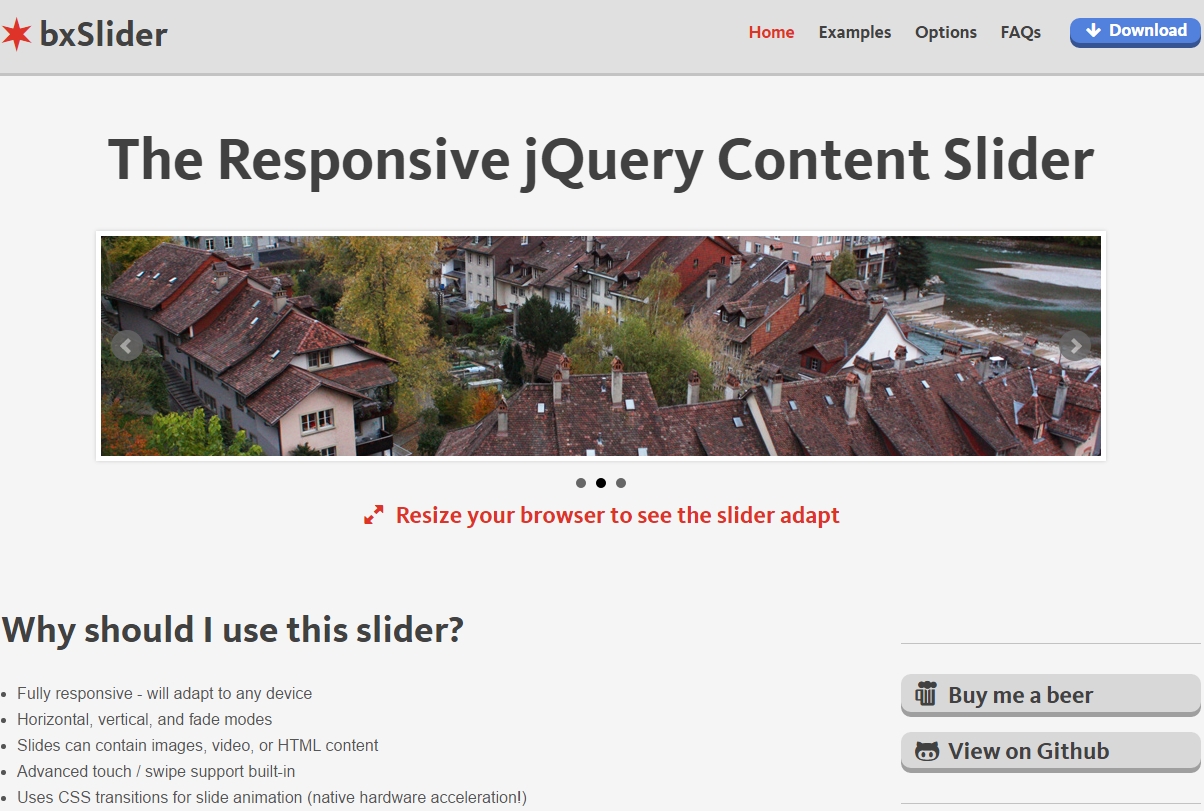 bxSlider
Home Examples Options FAQs Download
The Responsive jQuery Content Slider
Resize your browser to see the slider adapt
Why should I use this slider?
Fully responsive - will adapt to any device
Horizontal, vertical, and fade modes
Slides can contain images, video, or HTML content
Advanced touch / swipe support built-in
Uses CSS transitions for slide animation (native hardware acceleration!)
Buy me a beer
View on Github